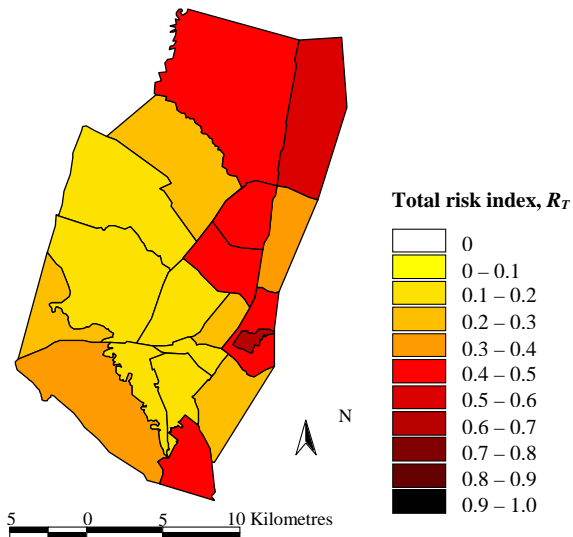 Total risk index, R_T
0
0 – 0.1
0.1 – 0.2
0.2 – 0.3
0.3 – 0.4
0.4 – 0.5
0.5 – 0.6
0.6 – 0.7
0.7 – 0.8
0.8 – 0.9
0.9 – 1.0
N
5 0 5 10 Kilometres